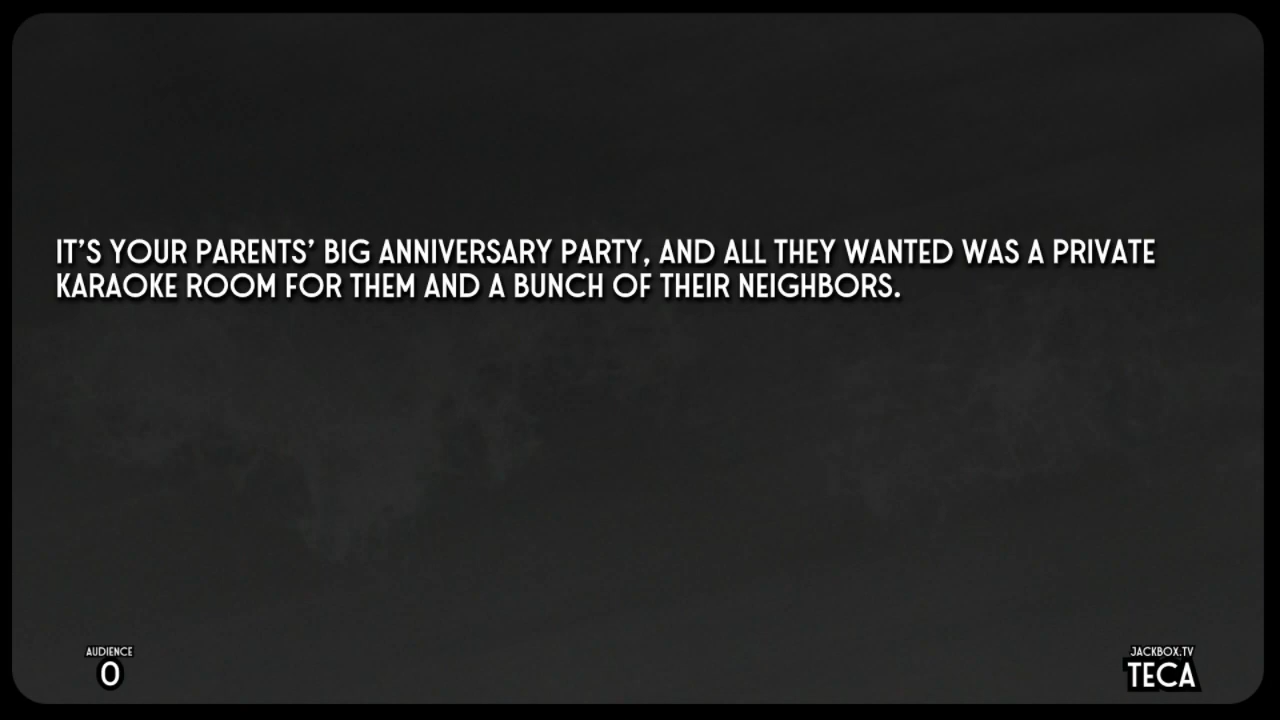 IT'S YOUR PARENTS' BIG ANNIVERSARY PARTY, AND ALL THEY WANTED WAS A PRIVATE
KARAOKE ROOM FOR THEM AND A BUNCH OF THEIR NEIGHBORS.
AUDIENCE
0
JACKBOX.TV
TECA